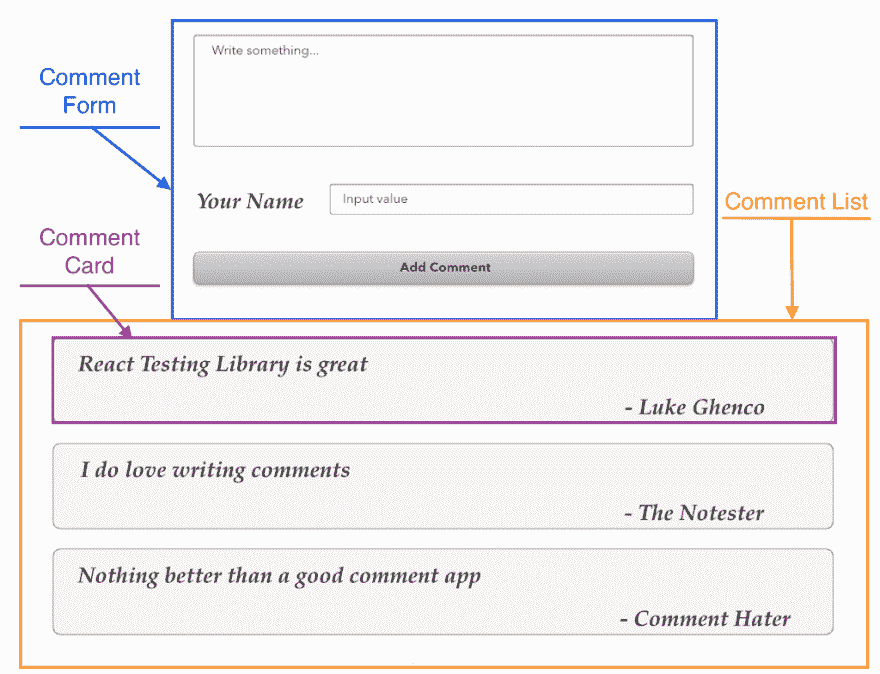 Write something...
Comment
Form
Your Name
Input value
Comment List
Comment
Card
Add Comment
React Testing Library is great
- Luke Ghenco
I do love writing comments
- The Notester
Nothing better than a good comment app
- Comment Hater